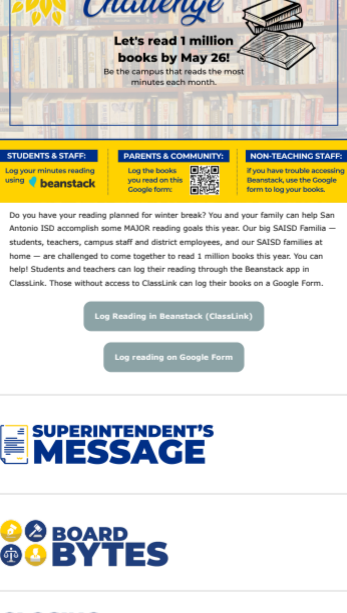 Challenge
Let's read 1 million
books by May 26!
Be the campus that reads the most
minutes each month.
STUDENTS & STAFF:
Log your minutes reading
using beanstack
PARENTS & COMMUNITY:
Log the books
you read on this
Google form:
NON-TEACHING STAFF:
if you have trouble accessing
Beanstack, use the Google
form to log your books.
Do you have your reading planned for winter break? You and your family can help San
Antonio ISD accomplish some MAJOR reading goals this year. Our big SAISD Familia —
students, teachers, campus staff and district employees, and our SAISD families at
home — are challenged to come together to read 1 million books this year. You can
help! Students and teachers can log their reading through the Beanstack app in
ClassLink. Those without access to ClassLink can log their books on a Google Form.
Log Reading in Beanstack (ClassLink)
Log reading on Google Form
SUPERINTENDENT'S
MESSAGE
BOARD
BYTES